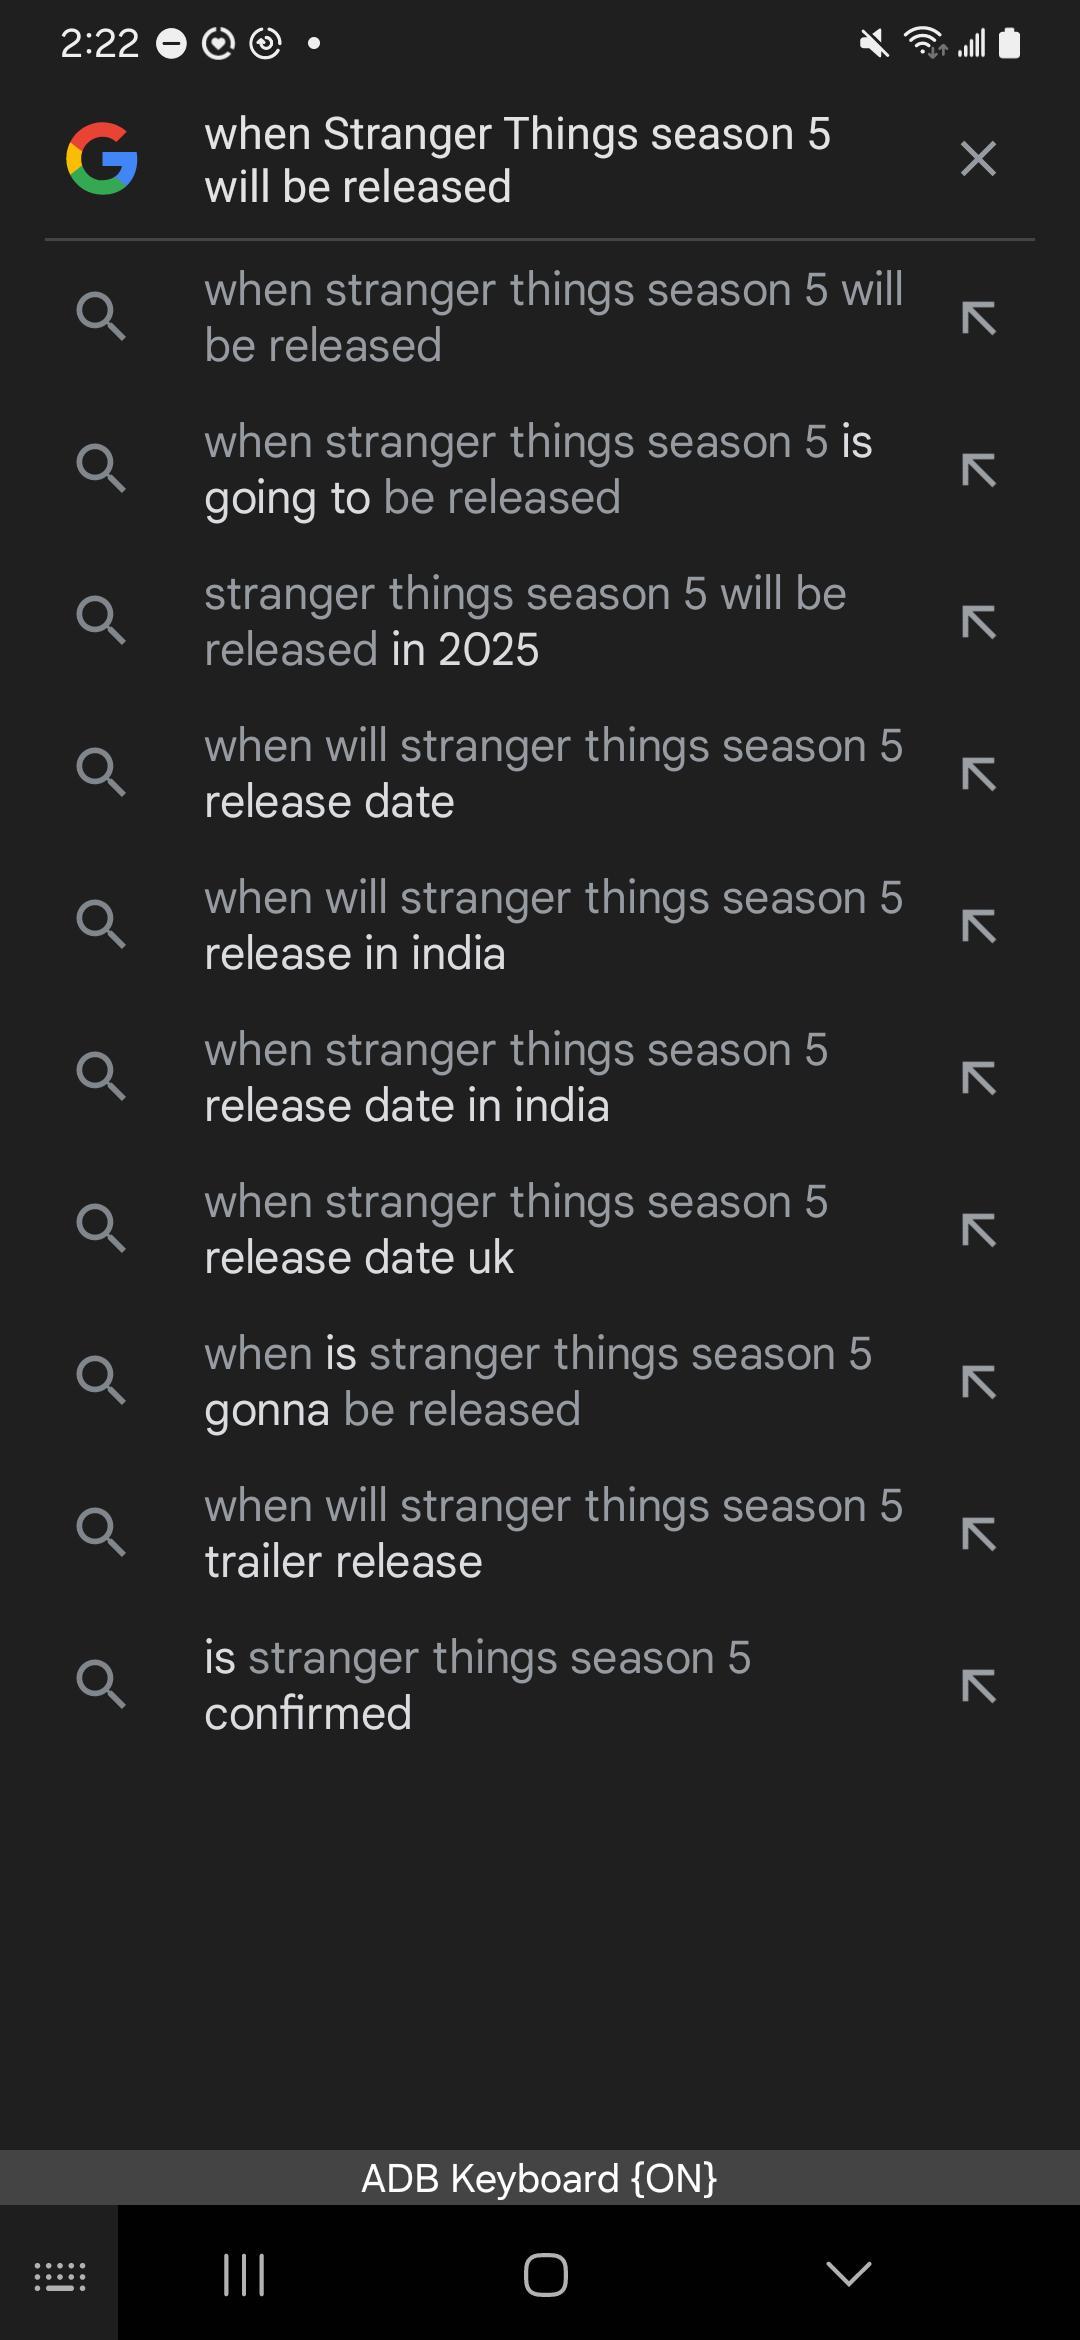 2:22
when Stranger Things season 5
will be released
when stranger things season 5 will
be released
when stranger things season 5 is
going to be released
stranger things season 5 will be
released in 2025
when will stranger things season 5
release date
when will stranger things season 5
release in india
when stranger things season 5
release date in india
when stranger things season 5
release date uk
when is stranger things season 5
gonna be released
when will stranger things season 5
trailer release
is stranger things season 5
confirmed
ADB Keyboard {ON}